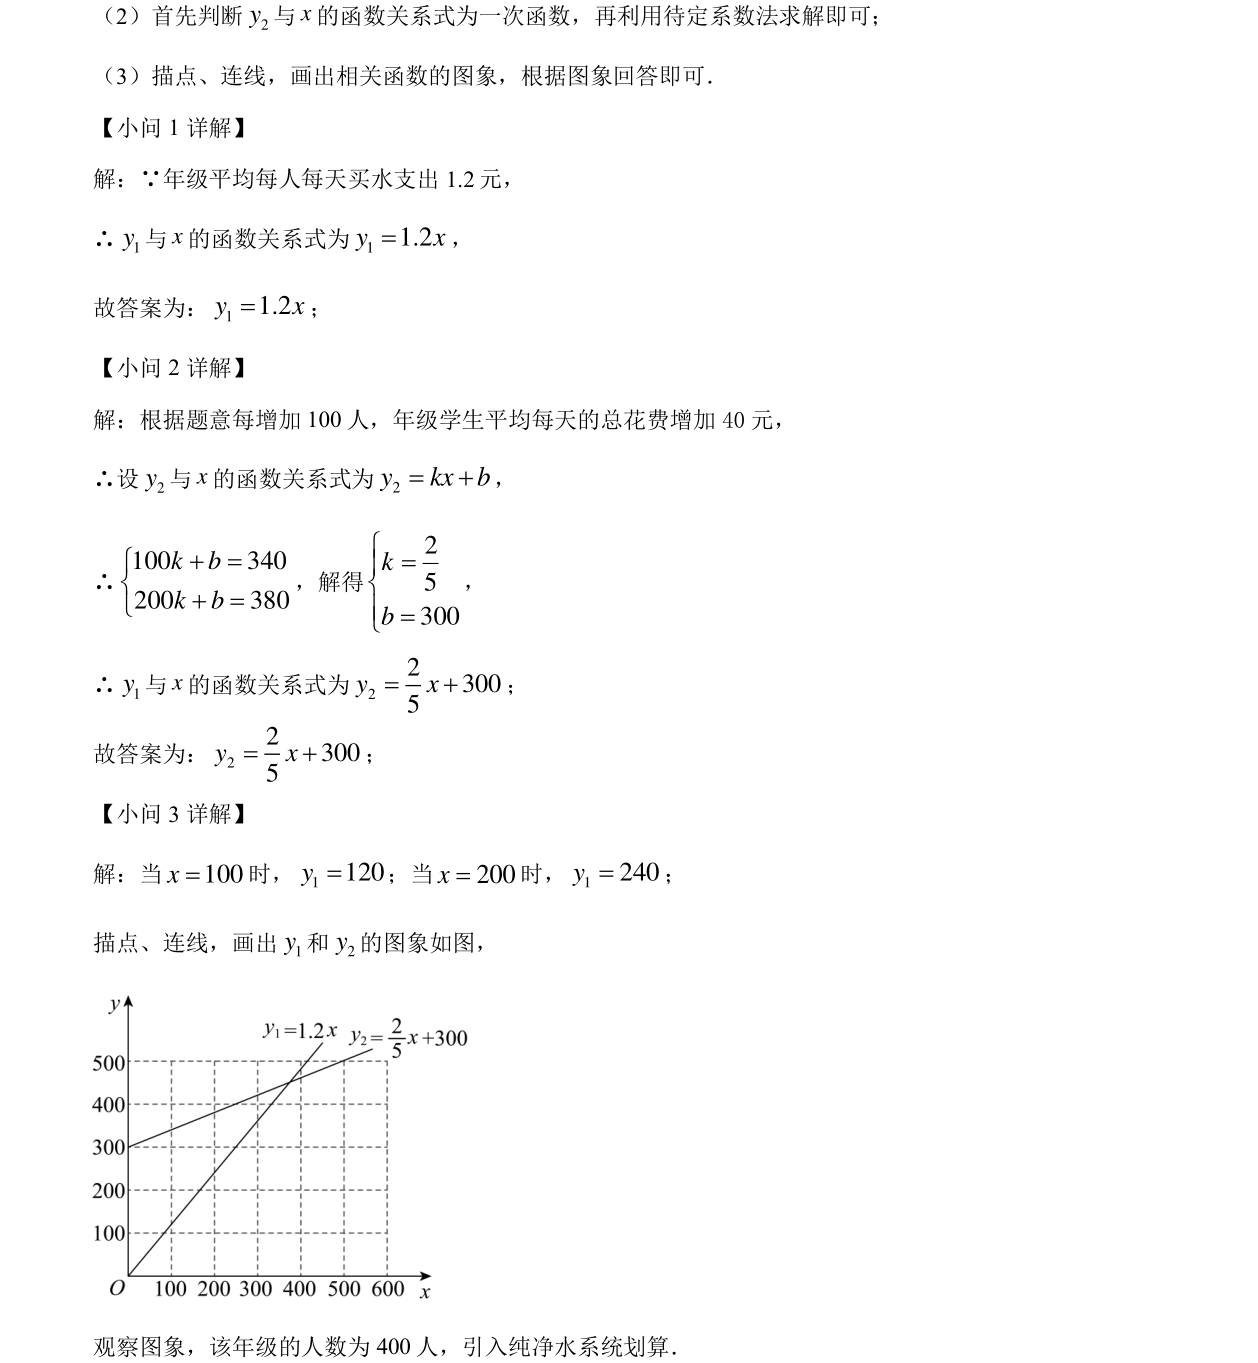 （2）首先判断 y₂ 与 x 的函数关系式为一次函数，再利用待定系数法求解即可；
（3）描点、连线，画出相关函数的图象，根据图象回答即可．
【小问 1 详解】
解：∵年级平均每人每天买水支出 1.2 元，
∴ y₁ 与 x 的函数关系式为 y₁ =1.2x，
故答案为： y₁ =1.2x；
【小问 2 详解】
解：根据题意每增加 100 人，年级学生平均每天的总花费增加 40 元，
∴设 y₂ 与 x 的函数关系式为 y₂ = kx+b，
∴ {100k+b=340, 200k+b=380}，解得 {k=2/5, b=300}，
∴ y₁ 与 x 的函数关系式为 y₂ = 2/5 x+300；
故答案为： y₂ = 2/5 x+300；
【小问 3 详解】
解：当 x=100 时， y₁ =120；当 x=200 时， y₁ =240；
描点、连线，画出 y₁ 和 y₂ 的图象如图，
y
y₁=1.2x y₂= 2/5 x+300
500
400
300
200
100
O 100 200 300 400 500 600 x
观察图象，该年级的人数为 400 人，引入纯净水系统划算．